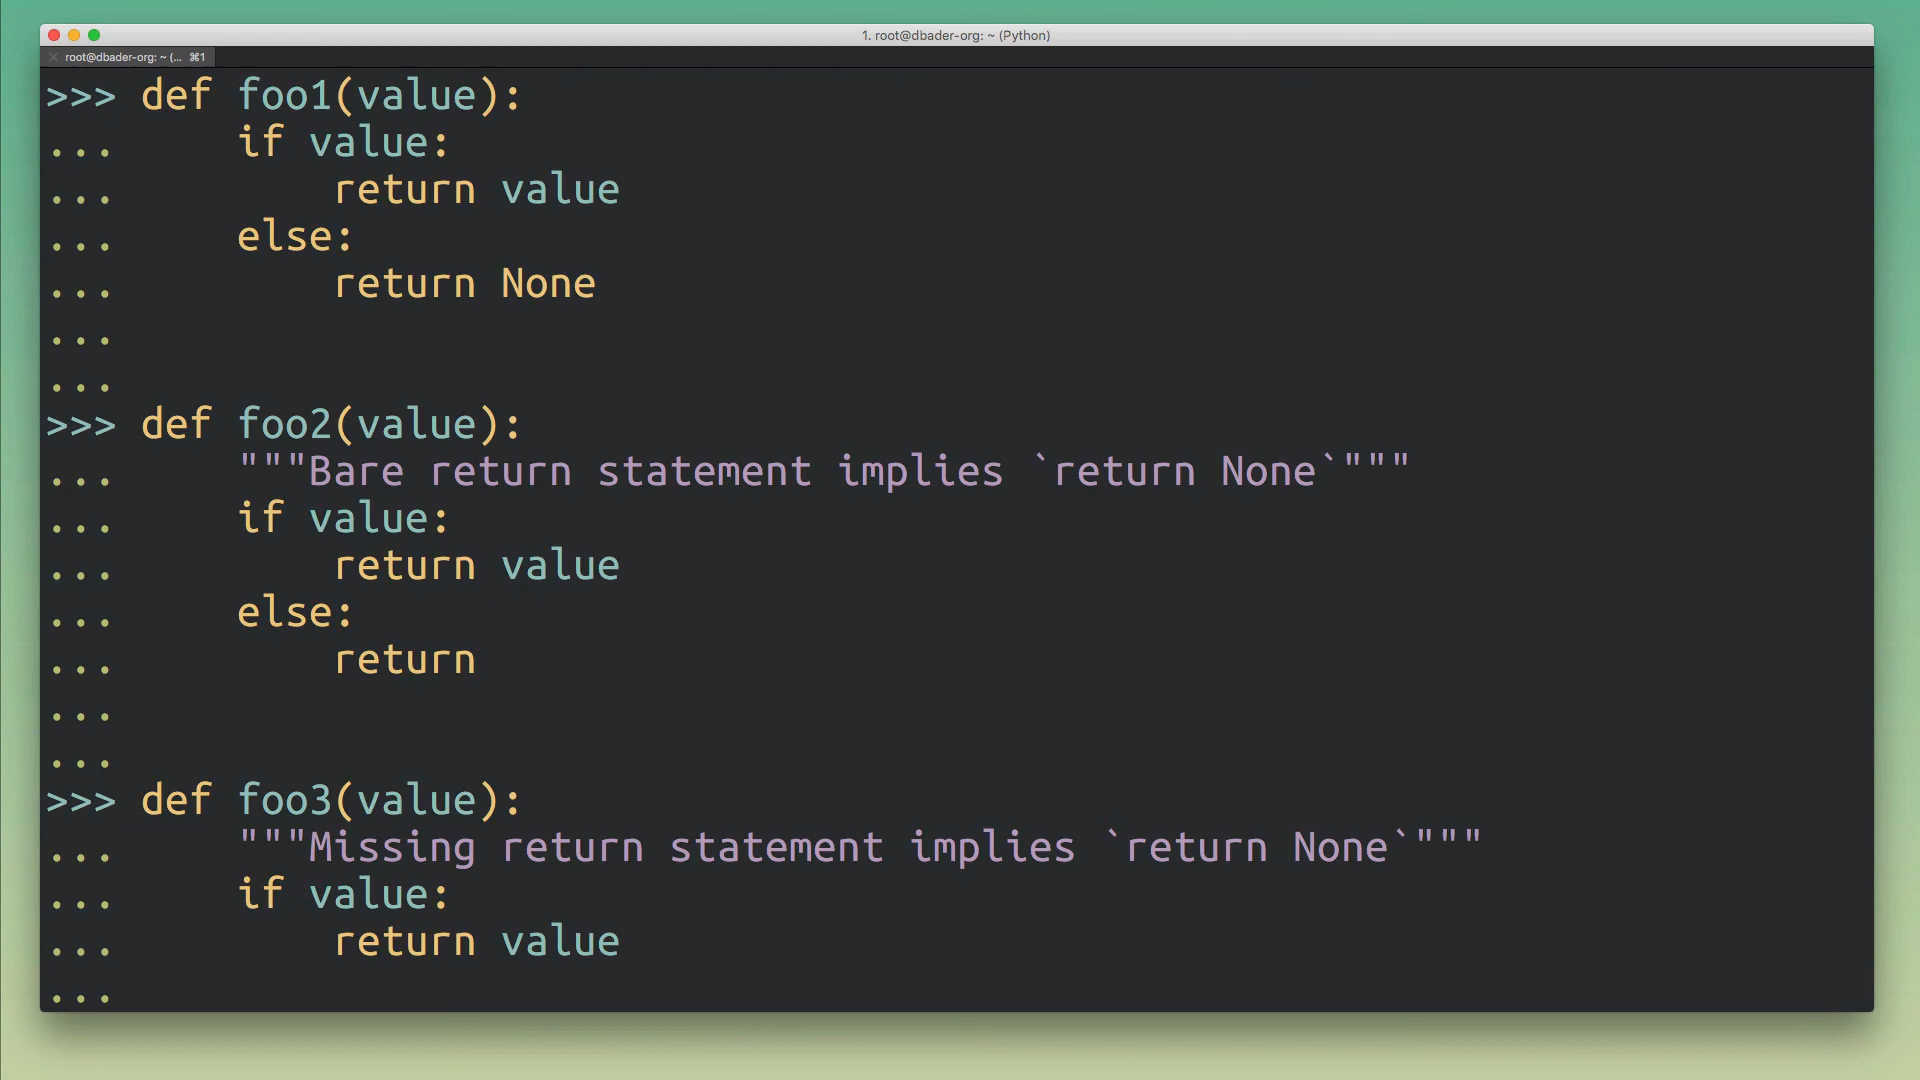 1. root@dbader-org: ~ (Python)
root@dbader-org: ~ (... ⌘1
>>> def foo1(value):
...     if value:
...         return value
...     else:
...         return None
...
...
>>> def foo2(value):
...     """Bare return statement implies `return None`"""
...     if value:
...         return value
...     else:
...         return
...
...
>>> def foo3(value):
...     """Missing return statement implies `return None`"""
...     if value:
...         return value
...